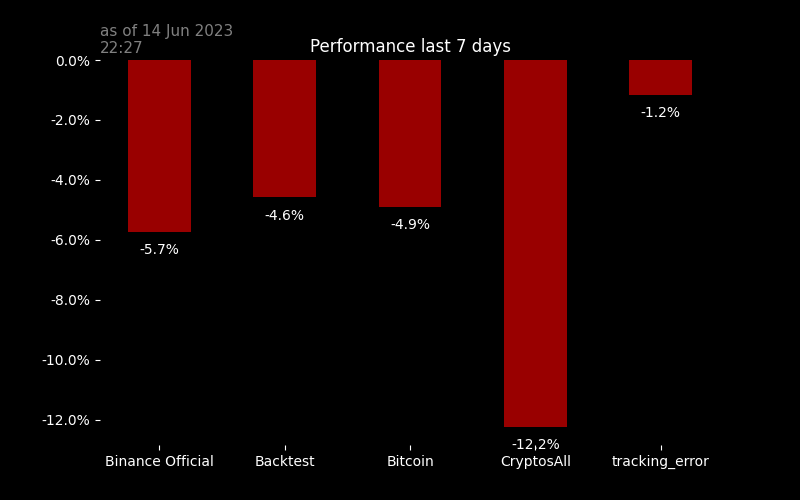 as of 14 Jun 2023
22:27
Performance last 7 days
0.0%
-2.0%
-4.0%
-6.0%
-8.0%
-10.0%
-12.0%
-5.7%
-4.6%
-4.9%
-12.2%
-1.2%
Binance Official
Backtest
Bitcoin
CryptosAll
tracking_error